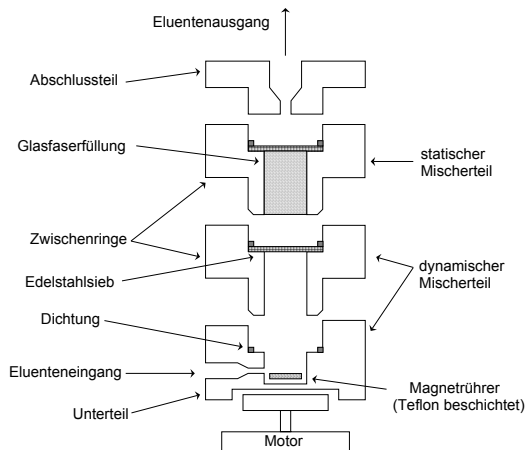 Eluentenausgang
Abschlussteil
Glasfaserfüllung
statischer
Mischerteil
Zwischenringe
Edelstahlsieb
dynamischer
Mischerteil
Dichtung
Eluenteneingang
Magnetrührer
(Teflon beschichtet)
Unterteil
Motor